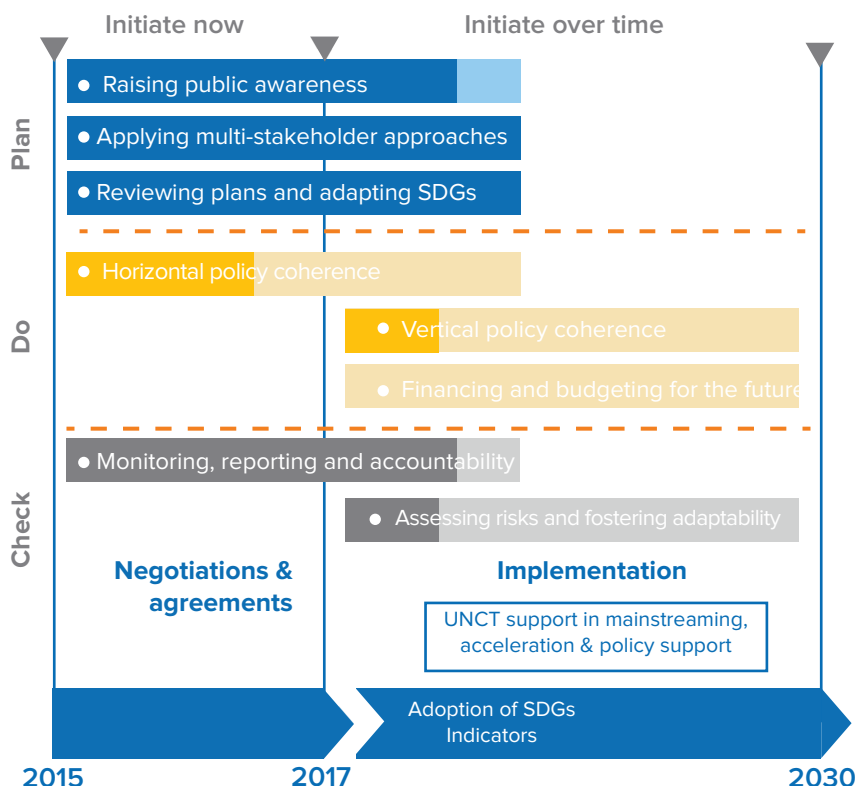 Initiate now
Initiate over time
Plan
Raising public awareness
Applying multi-stakeholder approaches
Reviewing plans and adapting SDGs
Do
Horizontal policy coherence
Vertical policy coherence
Financing and budgeting for the future
Check
Monitoring, reporting and accountability
Assessing risks and fostering adaptability
Negotiations &
agreements
Implementation
UNCT support in mainstreaming,
acceleration & policy support
Adoption of SDGs
Indicators
2015
2017
2030